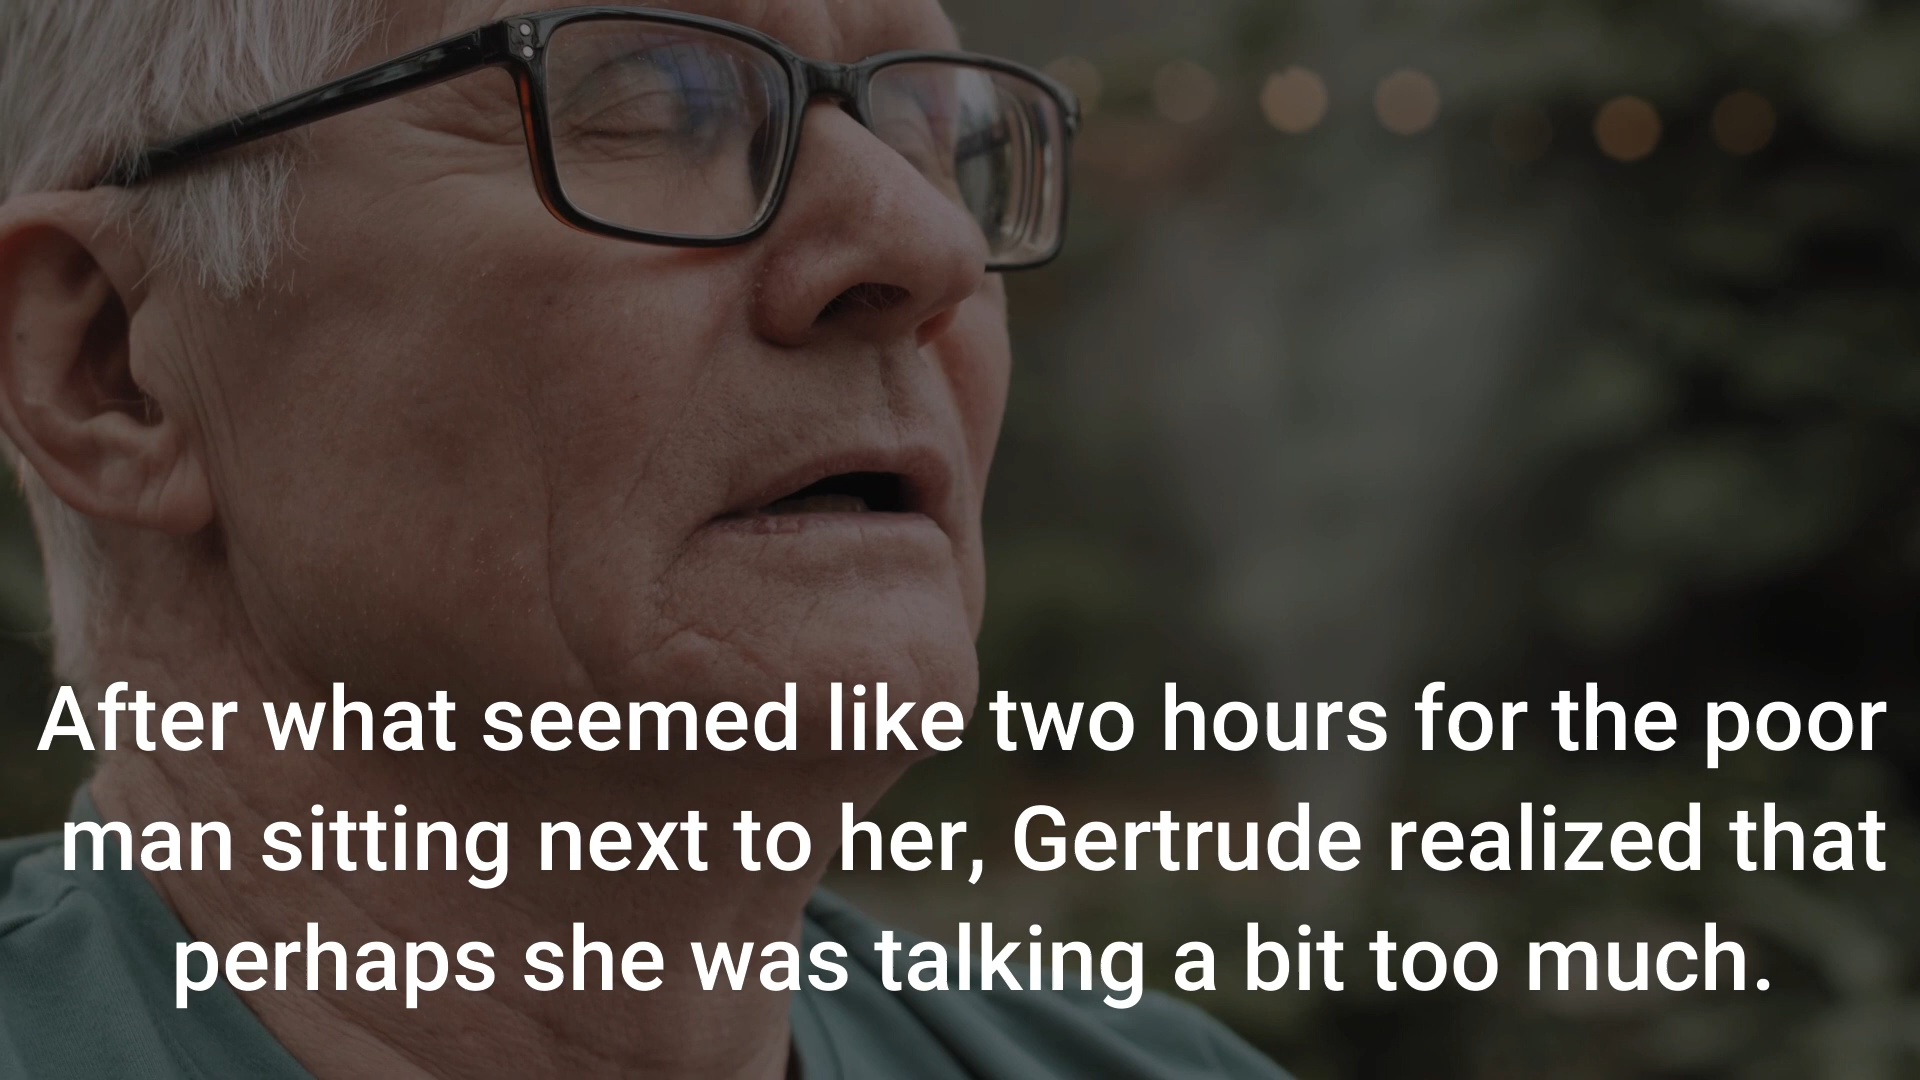 After what seemed like two hours for the poor
man sitting next to her, Gertrude realized that
perhaps she was talking a bit too much.